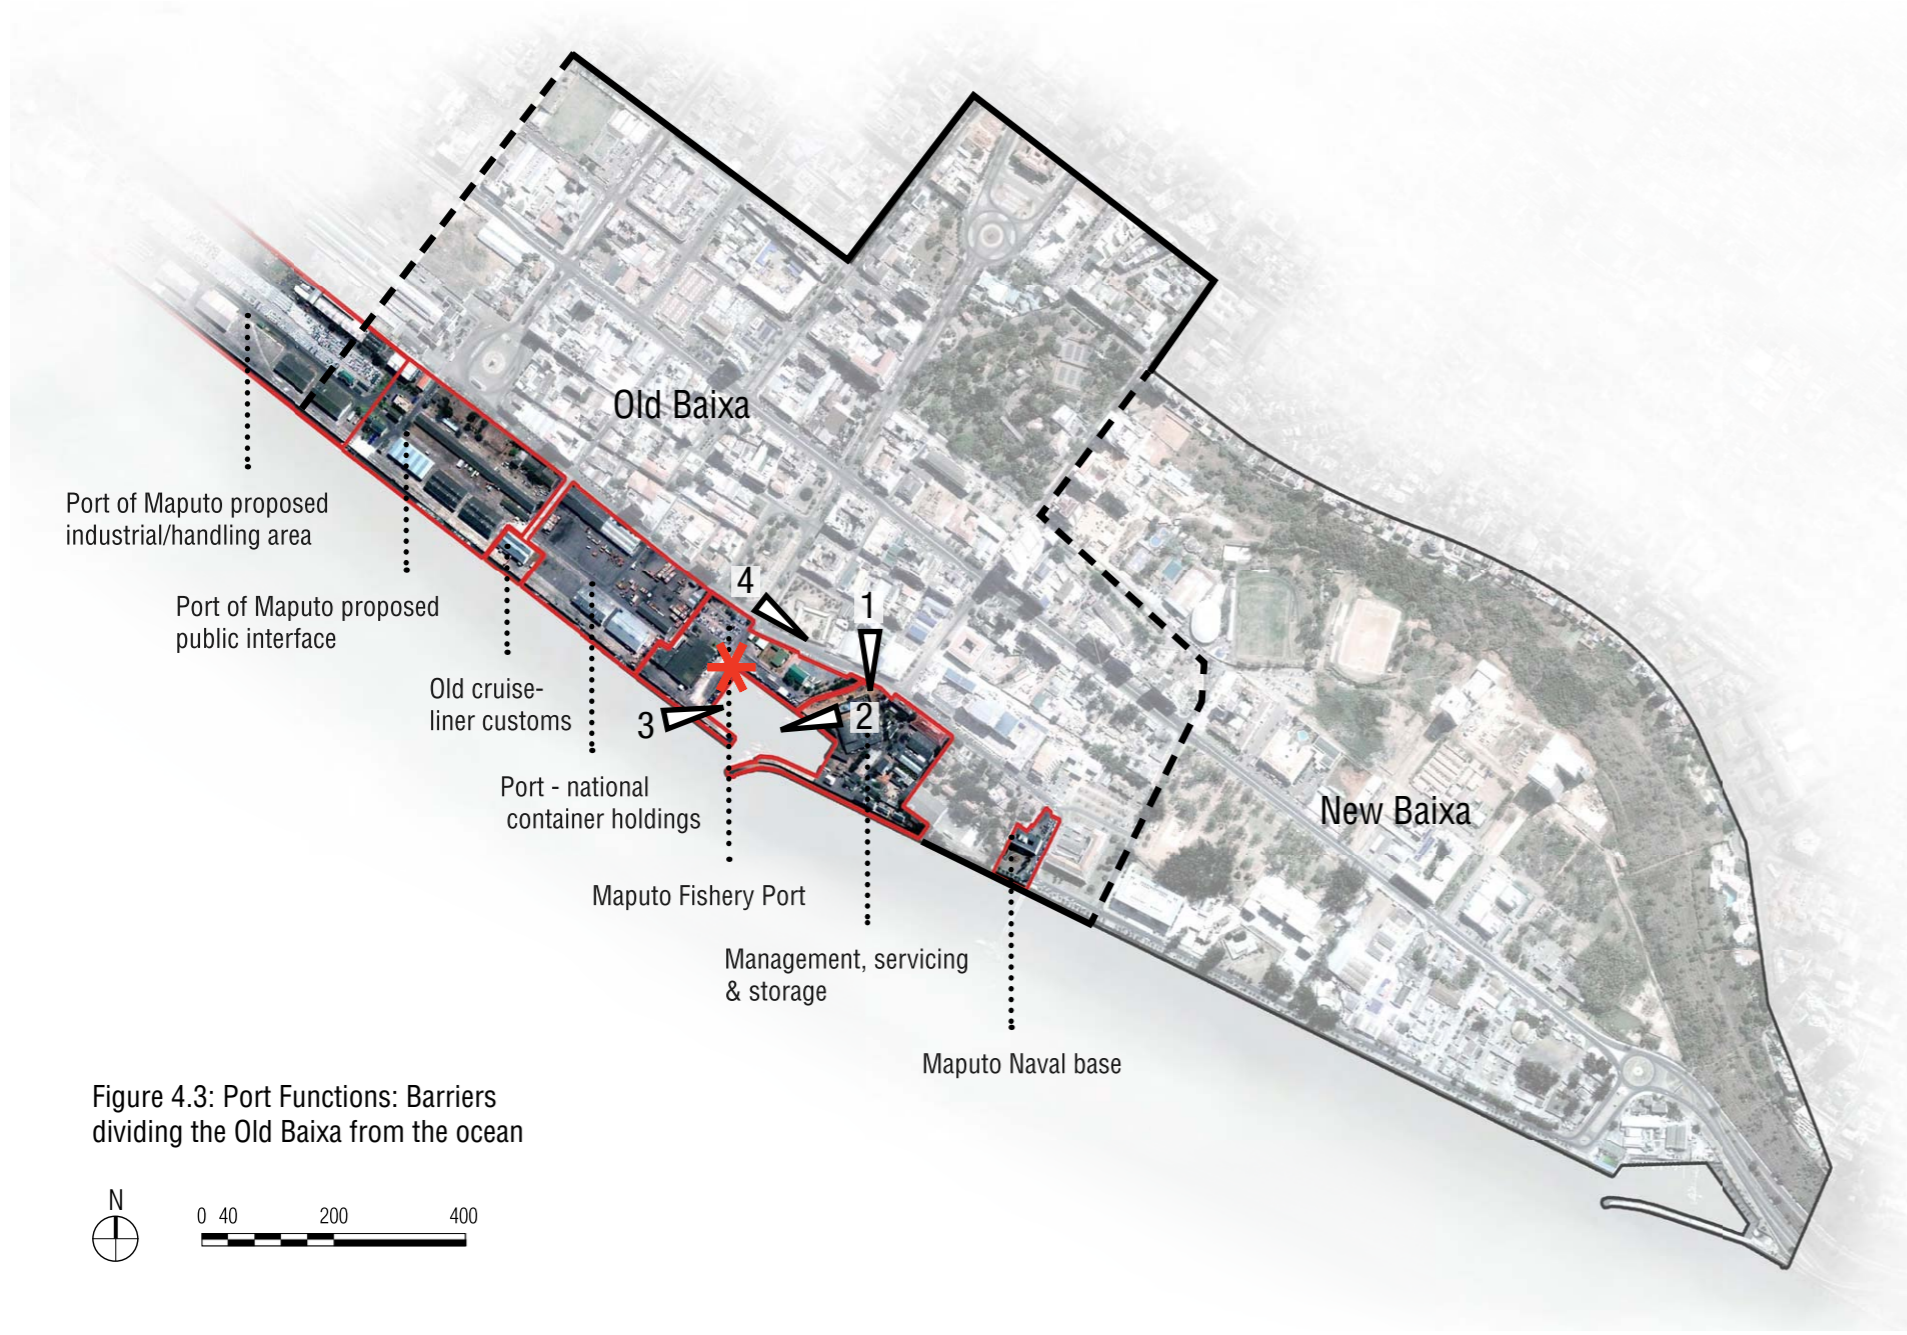 Old Baixa
Port of Maputo proposed
industrial/handling area
4
1
Port of Maputo proposed
public interface
Old cruise-
liner customs
3
2
Port - national
container holdings
New Baixa
Maputo Fishery Port
Management, servicing
& storage
Maputo Naval base
Figure 4.3: Port Functions: Barriers
dividing the Old Baixa from the ocean
N
0 40 200 400